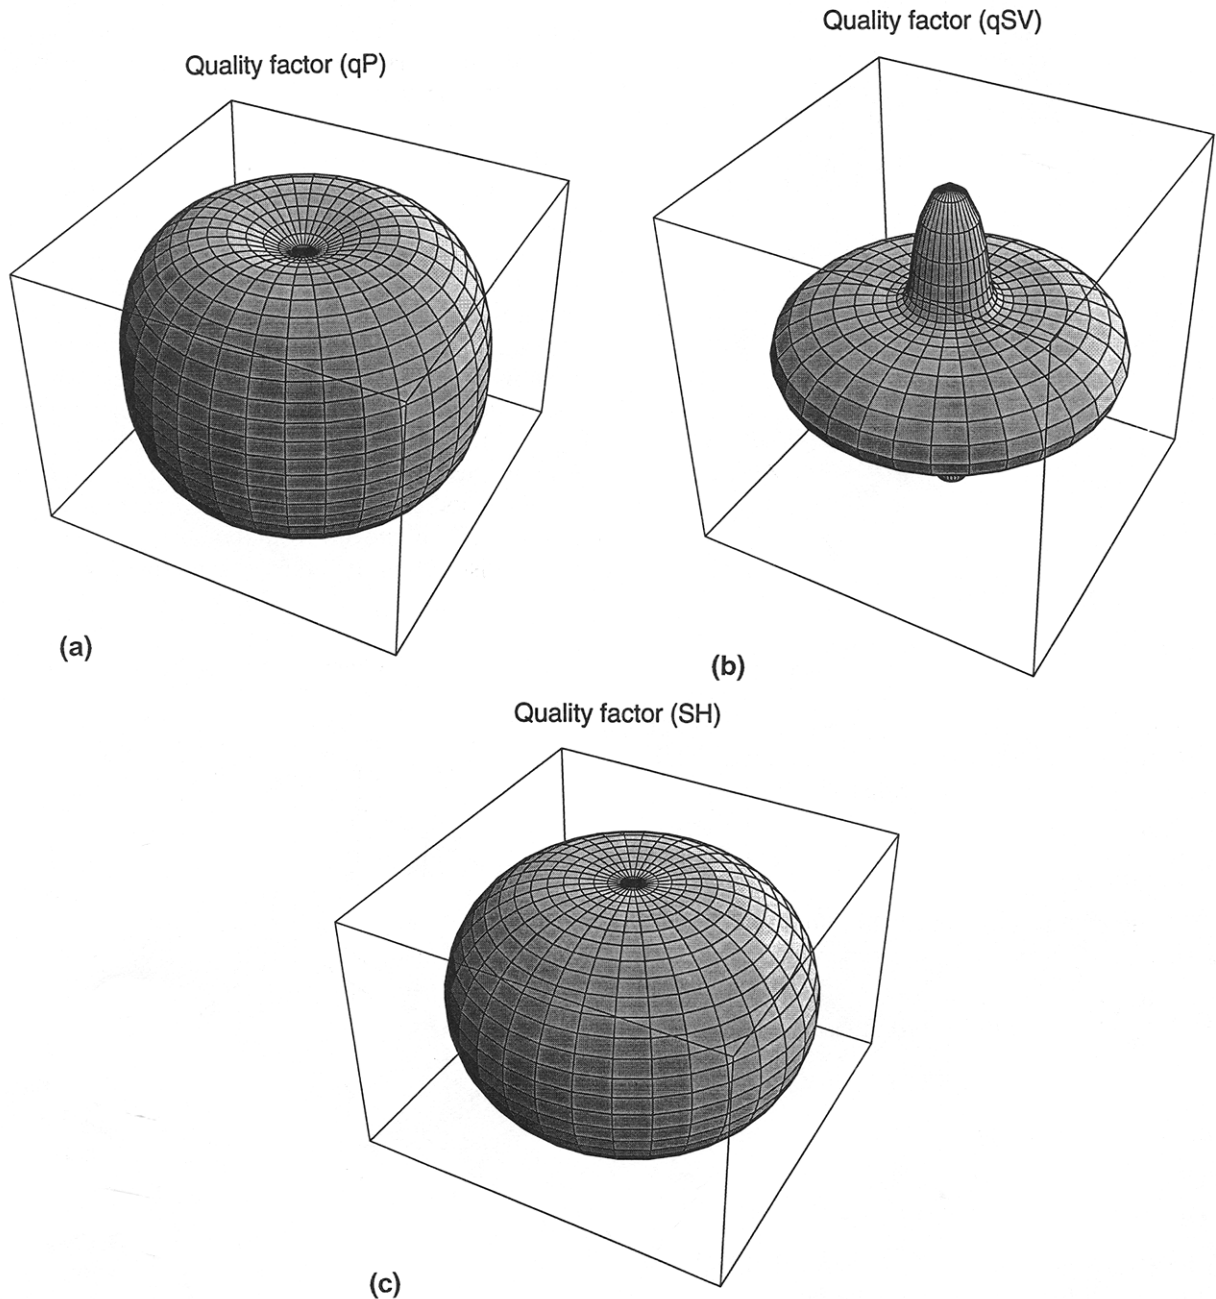 Quality factor (qP)
Quality factor (qSV)
(a)
(b)
Quality factor (SH)
(c)